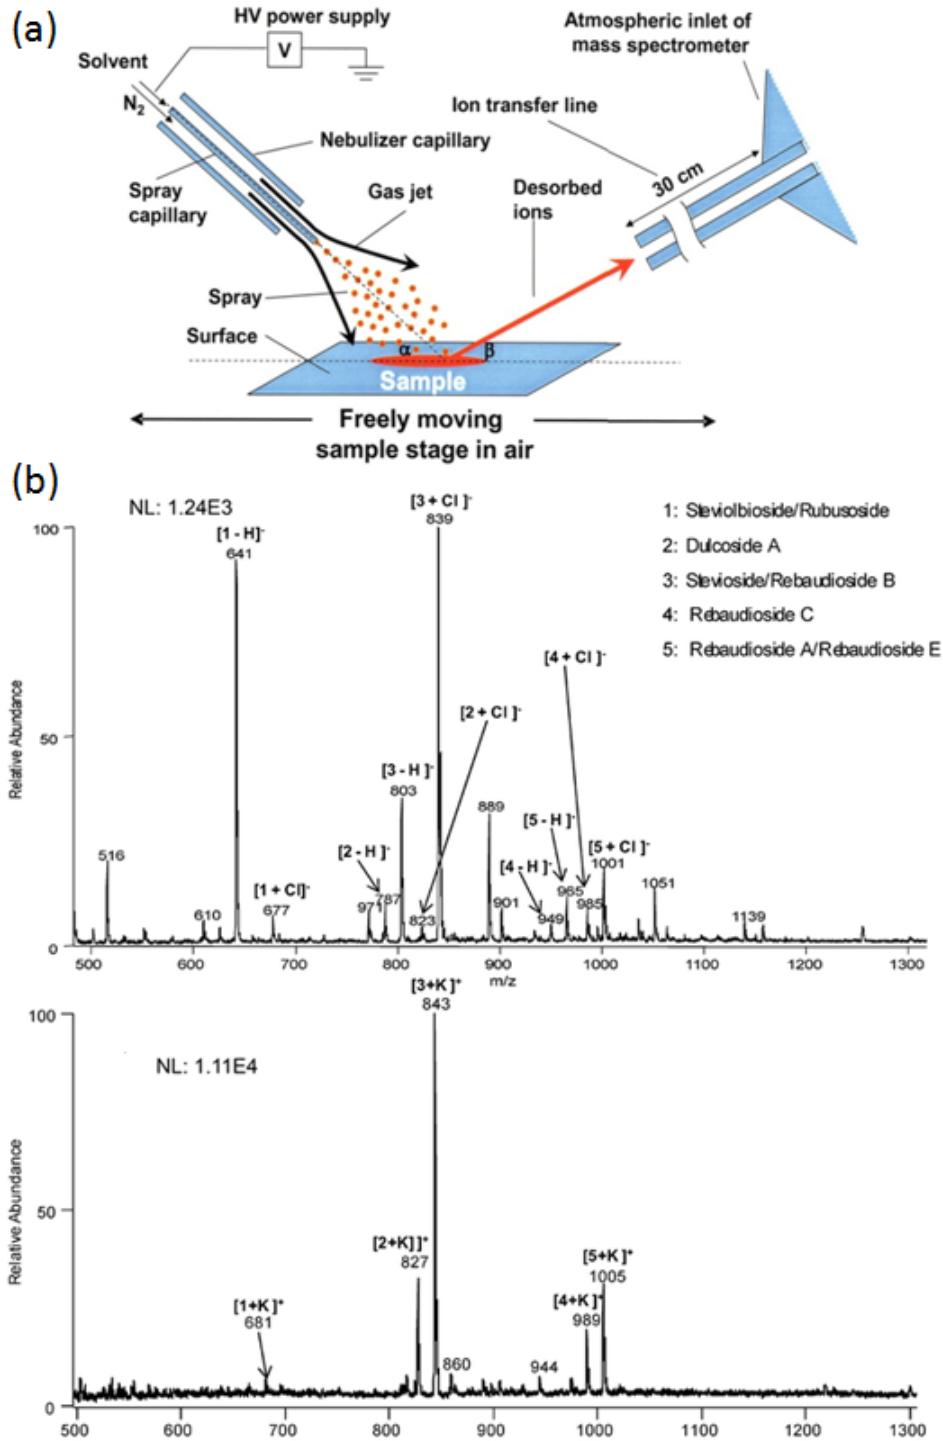 (a)
HV power supply
V
Solvent
N2
Nebulizer capillary
Spray
capillary
Gas jet
Spray
Surface
α
β
Sample
Desorbed
ions
Ion transfer line
30 cm
Atmospheric inlet of
mass spectrometer
Freely moving
sample stage in air
(b)
NL: 1.24E3
1: Steviolbioside/Rubusoside
2: Dulcoside A
3: Stevioside/Rebaudioside B
4: Rebaudioside C
5: Rebaudioside A/Rebaudioside E
Relative Abundance
100
50
0
516
610
[1 - H]-
641
[1 + Cl]-
677
[2 - H]-
971
787
[3 - H]-
803
[2 + Cl ]-
823
[3 + Cl ]-
839
889
901
[4 - H]-
949
[5 - H ]-
965
[4 + Cl ]-
985
[5 + Cl ]-
1001
1051
1139
500 600 700 800 900 1000 1100 1200 1300
m/z
NL: 1.11E4
Relative Abundance
100
50
0
[1+K ]+
681
[2+K]]+
827
[3+K]+
843
860
944
[4+K]+
989
[5+K]+
1005
500 600 700 800 900 1000 1100 1200 1300